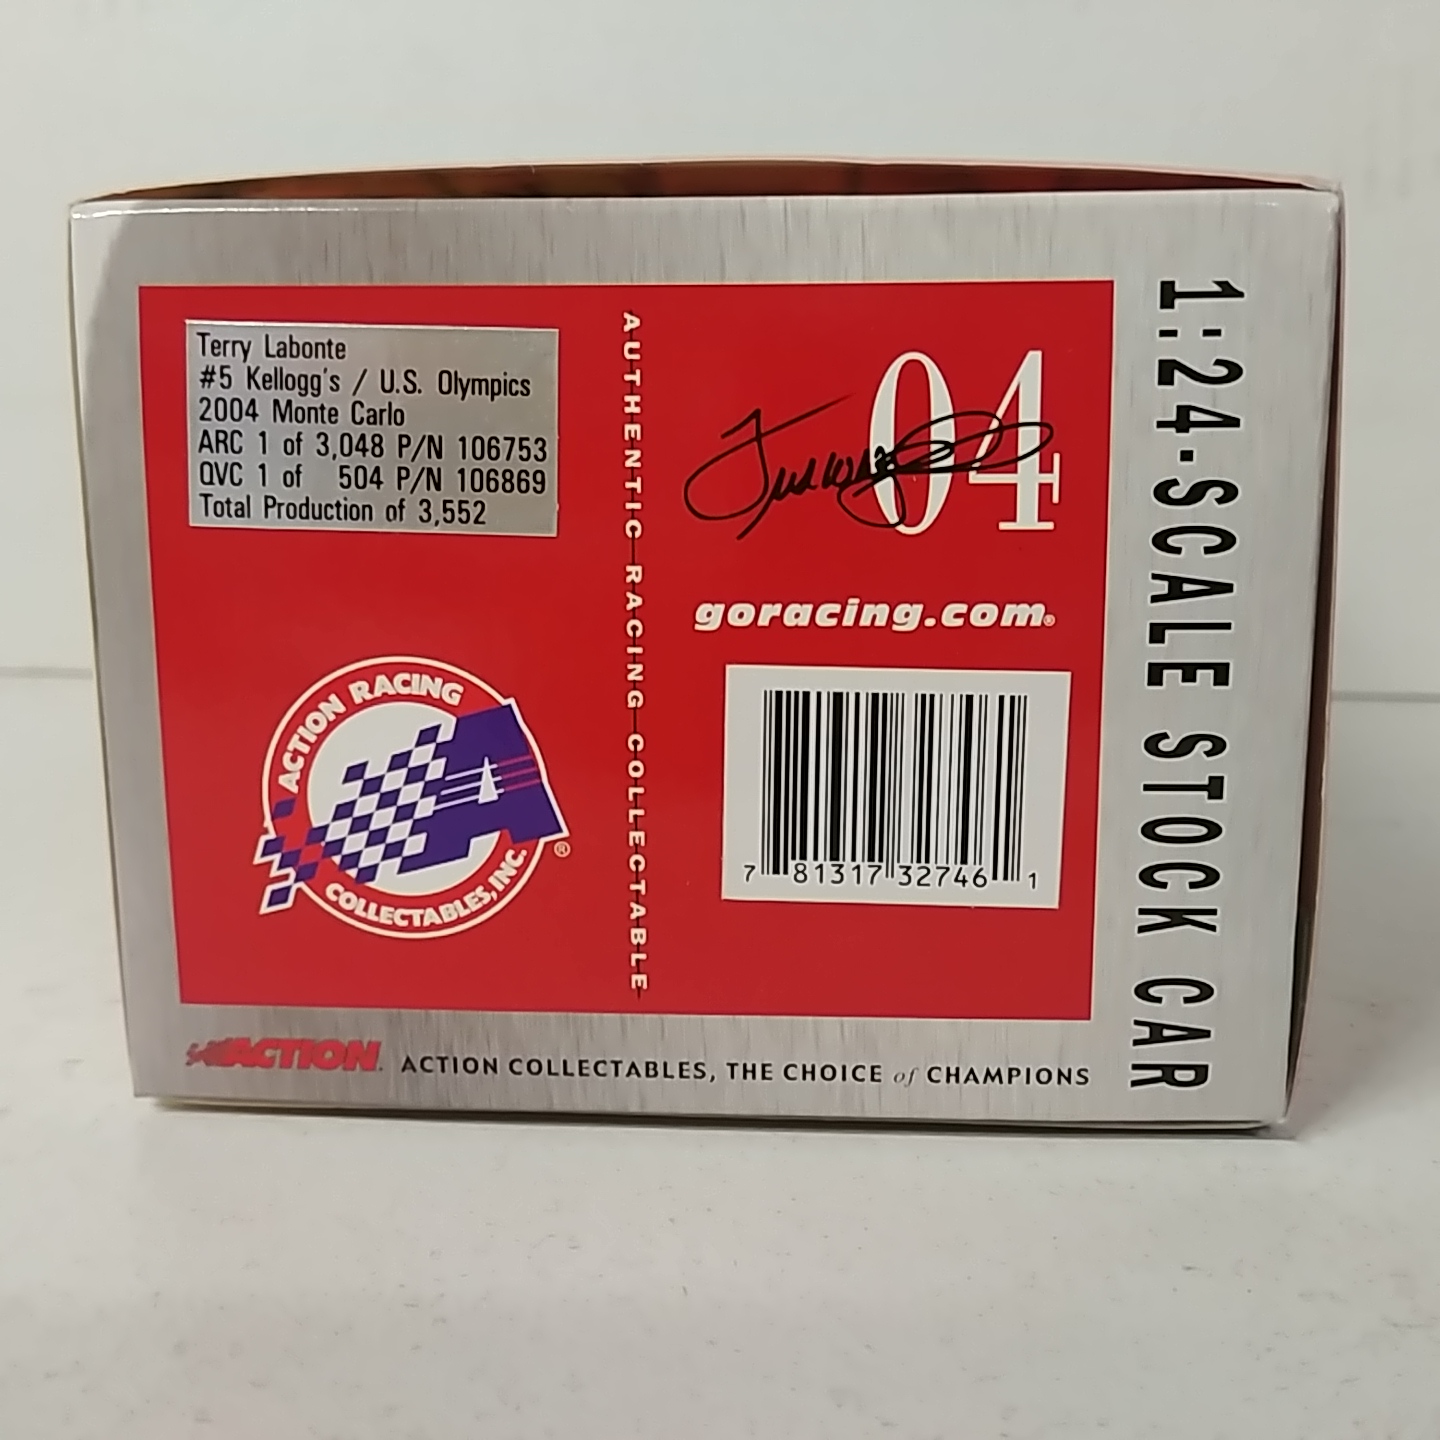 Terry Labonte
#5 Kellogg's / U.S. Olympics
2004 Monte Carlo
ARC 1 of 3,048 P/N 106753
QVC 1 of 504 P/N 106869
Total Production of 3,552
AUTHENTIC RACING COLLECTABLE
04
goracing.com®
ACTION RACING
COLLECTABLES, INC.
®
7 81317 32746 1
ACTION. ACTION COLLECTABLES, THE CHOICE of CHAMPIONS
1:24-SCALE STOCK CAR